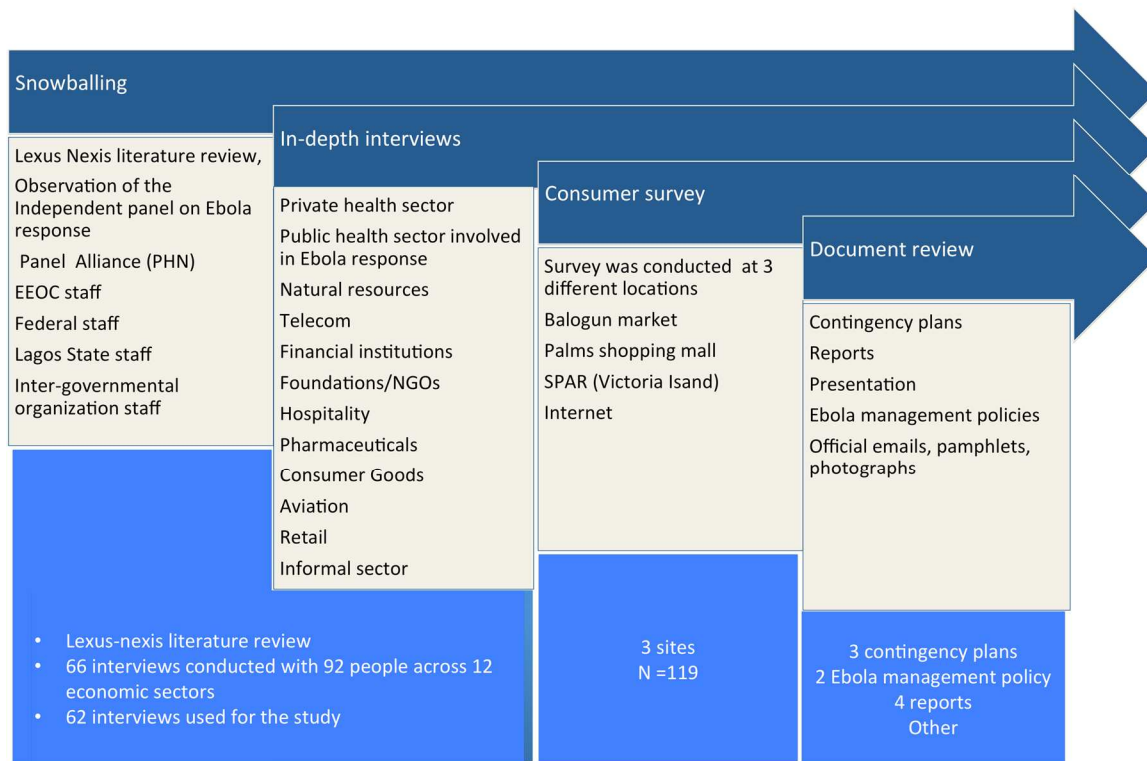 Snowballing
Lexus Nexis literature review,
Observation of the
Independent panel on Ebola
response
Panel Alliance (PHN)
EEOC staff
Federal staff
Lagos State staff
Inter-governmental
organization staff
In-depth interviews
Private health sector
Public health sector involved
in Ebola response
Natural resources
Telecom
Financial institutions
Foundations/NGOs
Hospitality
Pharmaceuticals
Consumer Goods
Aviation
Retail
Informal sector
Consumer survey
Survey was conducted at 3
different locations
Balogun market
Palms shopping mall
SPAR (Victoria Isand)
Internet
Document review
Contingency plans
Reports
Presentation
Ebola management policies
Official emails, pamphlets,
photographs
• Lexus-nexis literature review
• 66 interviews conducted with 92 people across 12
economic sectors
• 62 interviews used for the study
3 sites
N =119
3 contingency plans
2 Ebola management policy
4 reports
Other